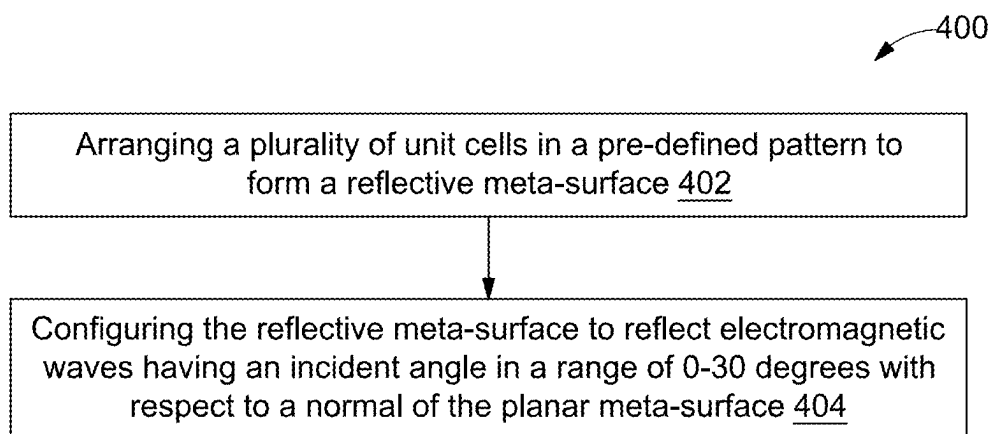 400
Arranging a plurality of unit cells in a pre-defined pattern to
form a reflective meta-surface 402
Configuring the reflective meta-surface to reflect electromagnetic
waves having an incident angle in a range of 0-30 degrees with
respect to a normal of the planar meta-surface 404